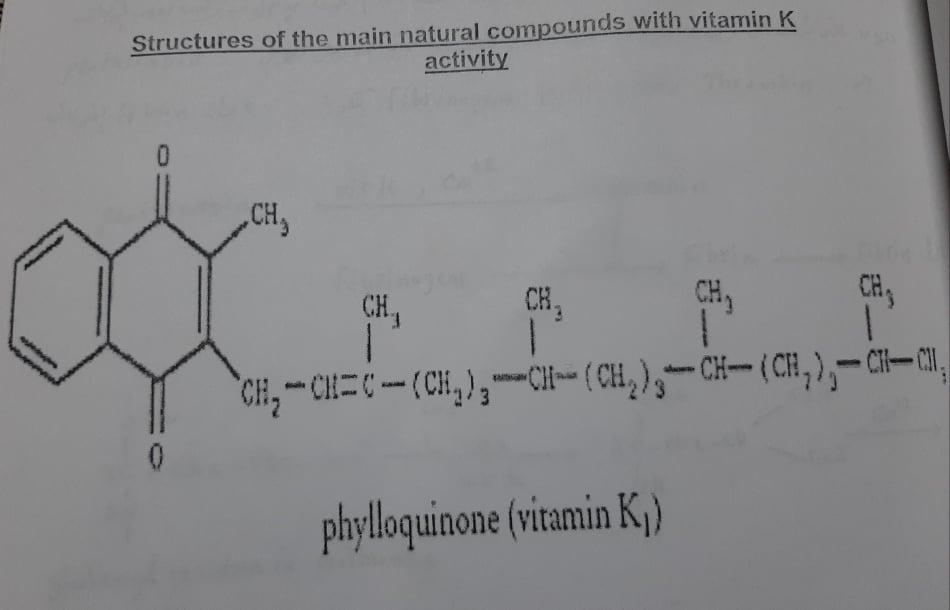 Structures of the main natural compounds with vitamin K
activity
O
CH₃
CH₃ CH₃ CH₃ CH₃
CH₂—CH=C—(CH₂)₃—CH—(CH₂)₃—CH—(CH₂)₃—CH—CH₃
O
phylloquinone (vitamin K₁)